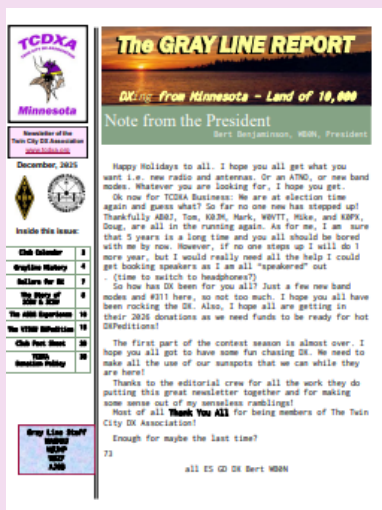 TCDXA
TWIN CITY DX ASSOCIATION
Minnesota
Newsletter of the
Twin City DX Association
www.tcdxa.org
December, 2025
Inside this issue:
Club Calendar 3
Grayline History 4
Dollars for DX 7
The Story of 8
The A08S Experience 10
18
Club Fact Sheet 20
TCDXA
Donation Policy
Gray Line Staff
The GRAY LINE REPORT
DXing from Minnesota - Land of 10,000
Note from the President
Bert Benjaminson, WB0N, President
Happy Holidays to all. I hope you all get what you
want i.e. new radio and antennas. Or an ATNO, or new band
modes. Whatever you are looking for, I hope you get.
Ok now for TCDXA Business: We are at election time
again and guess what? So far no one new has stepped up!
Thankfully AB0J, Tom, K0JM, Mark, W0VTT, Mike, and K0PX,
Doug, are all in the running again. As for me, I am sure
that 5 years is a long time and you all should be bored
with me by now. However, if no one steps up I will do 1
more year, but I would really need all the help I could
get booking speakers as I am all "speakered" out
(time to switch to headphones?)
So how has DX been for you all? Just a few new band
modes and #311 here, so not too much. I hope you all have
been rocking the DX. Also, I hope all are getting in
their 2026 donations as we need funds to be ready for hot
DXPeditions!
The first part of the contest season is almost over. I
hope you all got to have some fun chasing DX. We need to
make all the use of our sunspots that we can while they
are here!
Thanks to the editorial crew for all the work they do
putting this great newsletter together and for making
some sense out of my senseless ramblings!
Most of all Thank You All for being members of The Twin
City DX Association!
Enough for maybe the last time?
73
all ES GD DX Bert WB0N